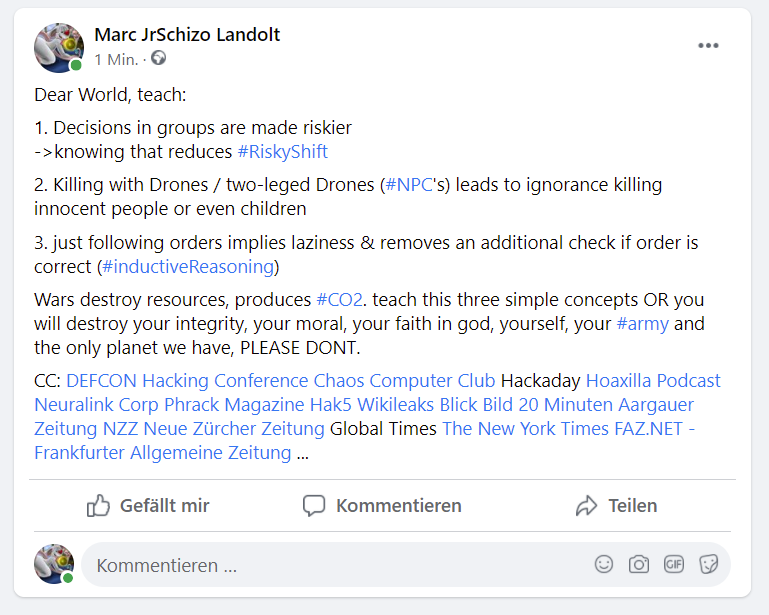 Marc JrSchizo Landolt
1 Min. ·
Dear World, teach:
1. Decisions in groups are made riskier
->knowing that reduces #RiskyShift
2. Killing with Drones / two-leged Drones (#NPC's) leads to ignorance killing
innocent people or even children
3. just following orders implies laziness & removes an additional check if order is
correct (#inductiveReasoning)
Wars destroy resources, produces #CO2. teach this three simple concepts OR you
will destroy your integrity, your moral, your faith in god, yourself, your #army and
the only planet we have, PLEASE DONT.
CC: DEFCON Hacking Conference Chaos Computer Club Hackaday Hoaxilla Podcast
Neuralink Corp Phrack Magazine Hak5 Wikileaks Blick Bild 20 Minuten Aargauer
Zeitung NZZ Neue Zürcher Zeitung Global Times The New York Times FAZ.NET -
Frankfurter Allgemeine Zeitung ...
Gefällt mir Kommentieren Teilen
Kommentieren ... GIF